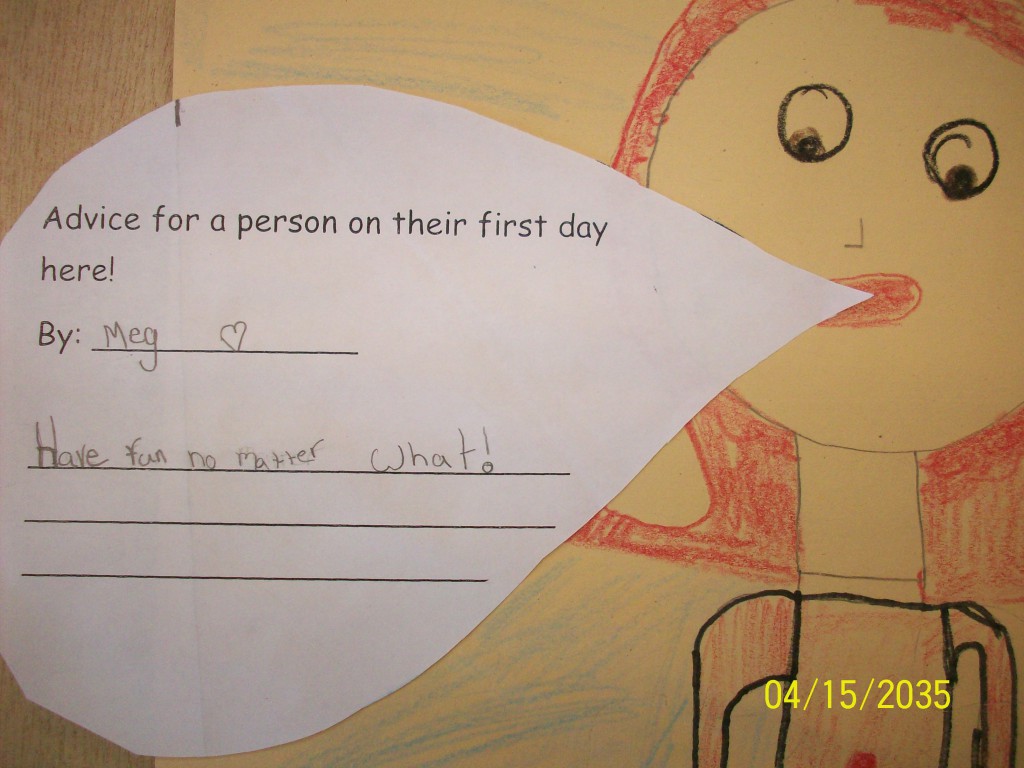 Advice for a person on their first day
here!
By: Meg ♡
Have fun no matter what!
04/15/2035